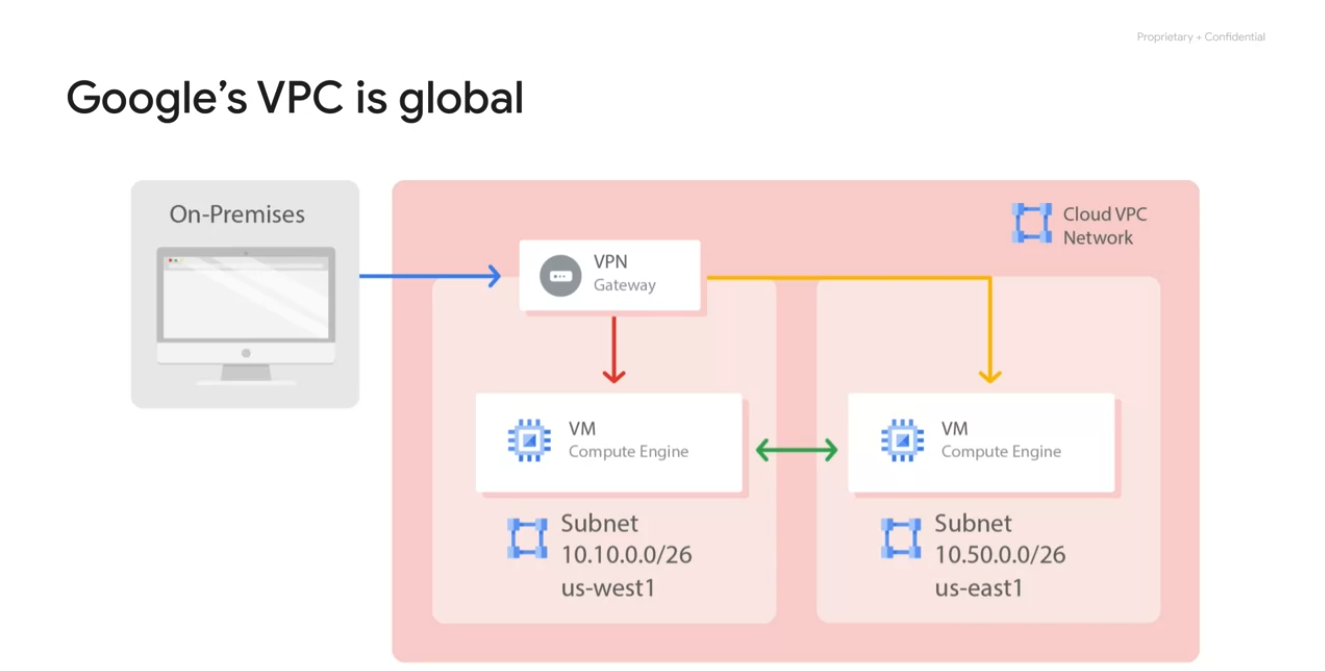 Proprietary + Confidential
Google's VPC is global
On-Premises
Cloud VPC
Network
VPN
Gateway
VM
Compute Engine
VM
Compute Engine
Subnet
10.10.0.0/26
us-west1
Subnet
10.50.0.0/26
us-east1